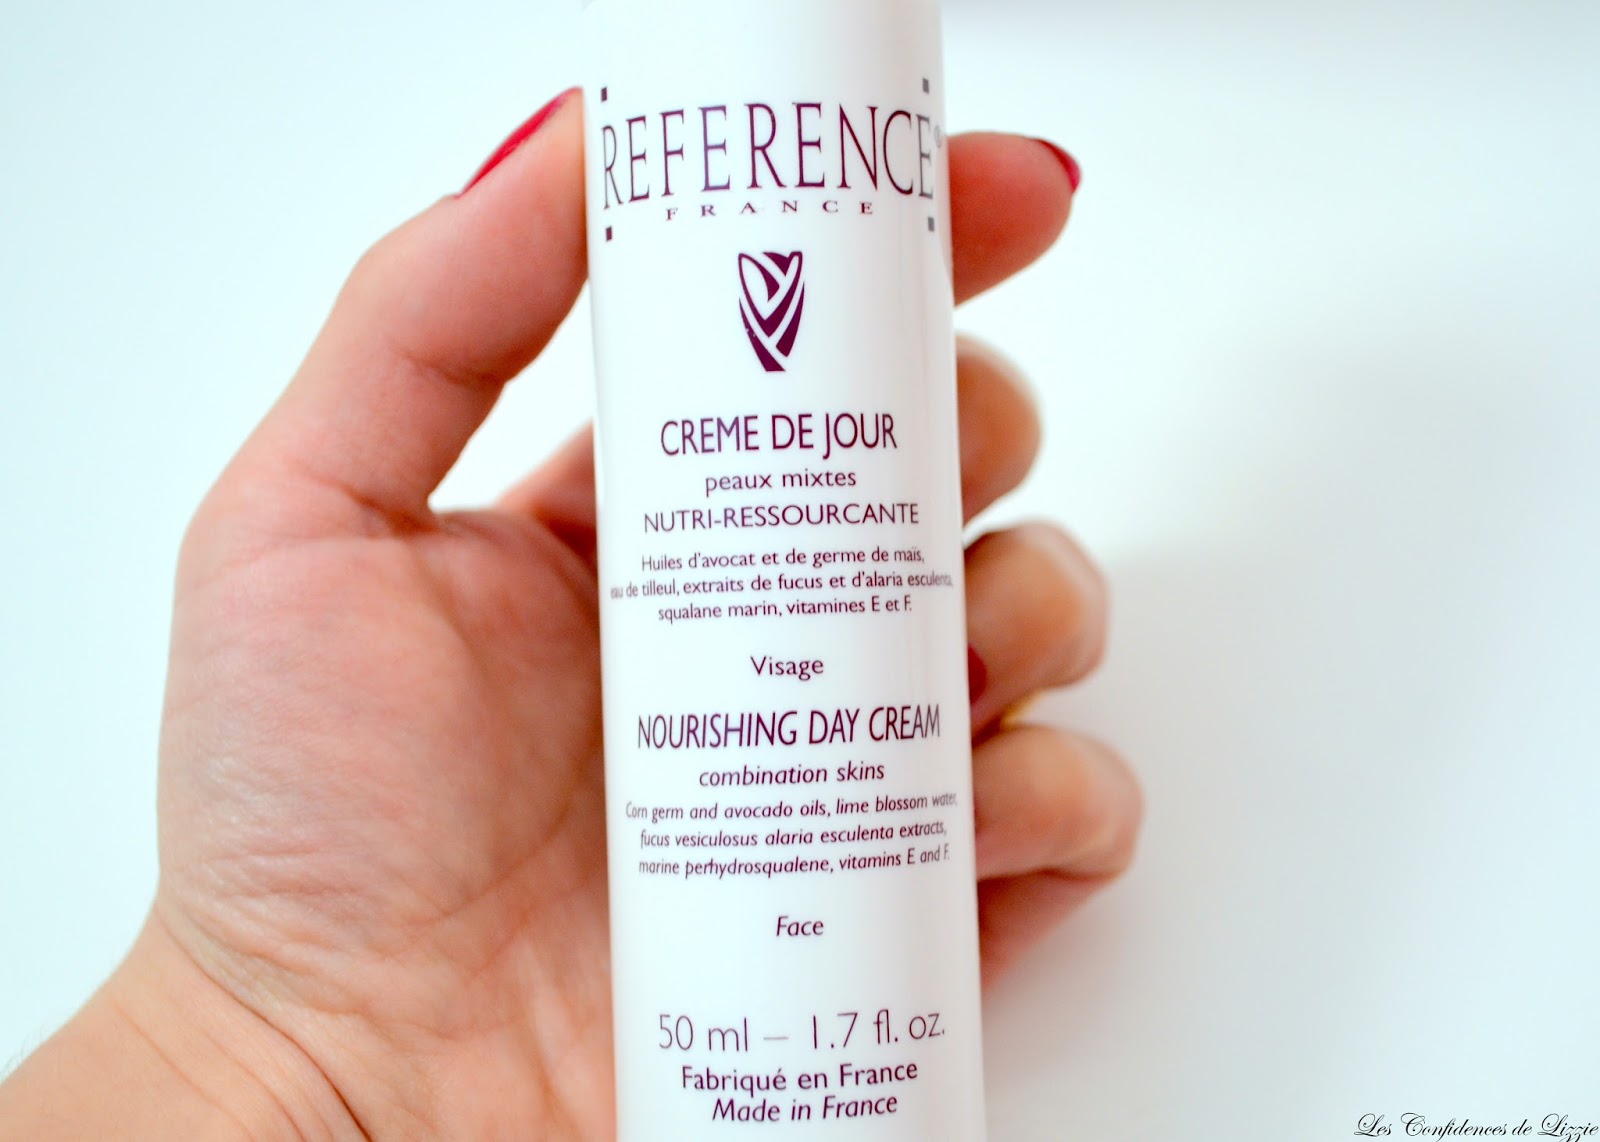 REFERENCE®
FRANCE
CREME DE JOUR
peaux mixtes
NUTRI-RESSOURCANTE
Huiles d'avocat et de germe de maïs,
eau de tilleul, extraits de fucus et d'alaria esculenta,
squalane marin, vitamines E et F.
Visage
NOURISHING DAY CREAM
combination skins
Corn germ and avocado oils, lime blossom water,
fucus vesiculosus alaria esculenta extracts,
marine perhydrosqualene, vitamins E and F.
Face
50 ml – 1.7 fl. oz.
Fabriqué en France
Made in France
Les Confidences de Lizzie